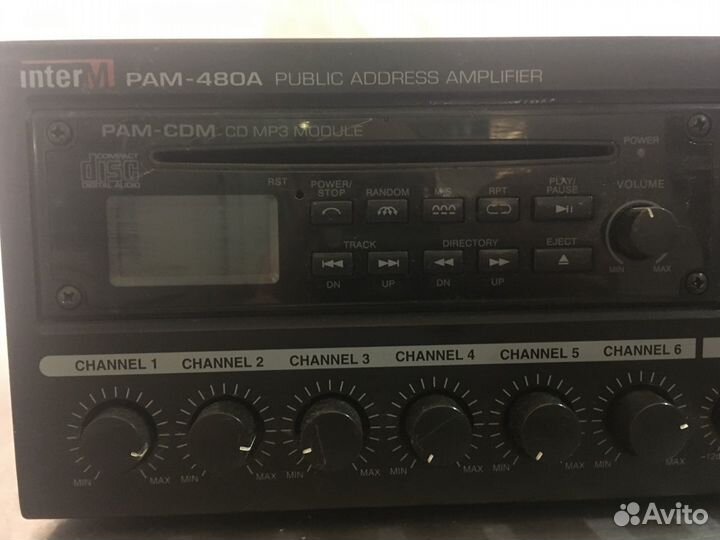 interM PAM-480A PUBLIC ADDRESS AMPLIFIER
PAM-CDM CD MP3 MODULE
COMPACT
disc
DIGITAL AUDIO
RST
POWER/
STOP
RANDOM
M/S
RPT
PLAY/
PAUSE
POWER
VOLUME
TRACK
DIRECTORY
EJECT
DN
UP
DN
UP
MIN
MAX
CHANNEL 1
CHANNEL 2
CHANNEL 3
CHANNEL 4
CHANNEL 5
CHANNEL 6
MIN
MAX
MIN
MAX
MIN
MAX
MIN
MAX
MIN
MAX
MIN
MAX
Avito